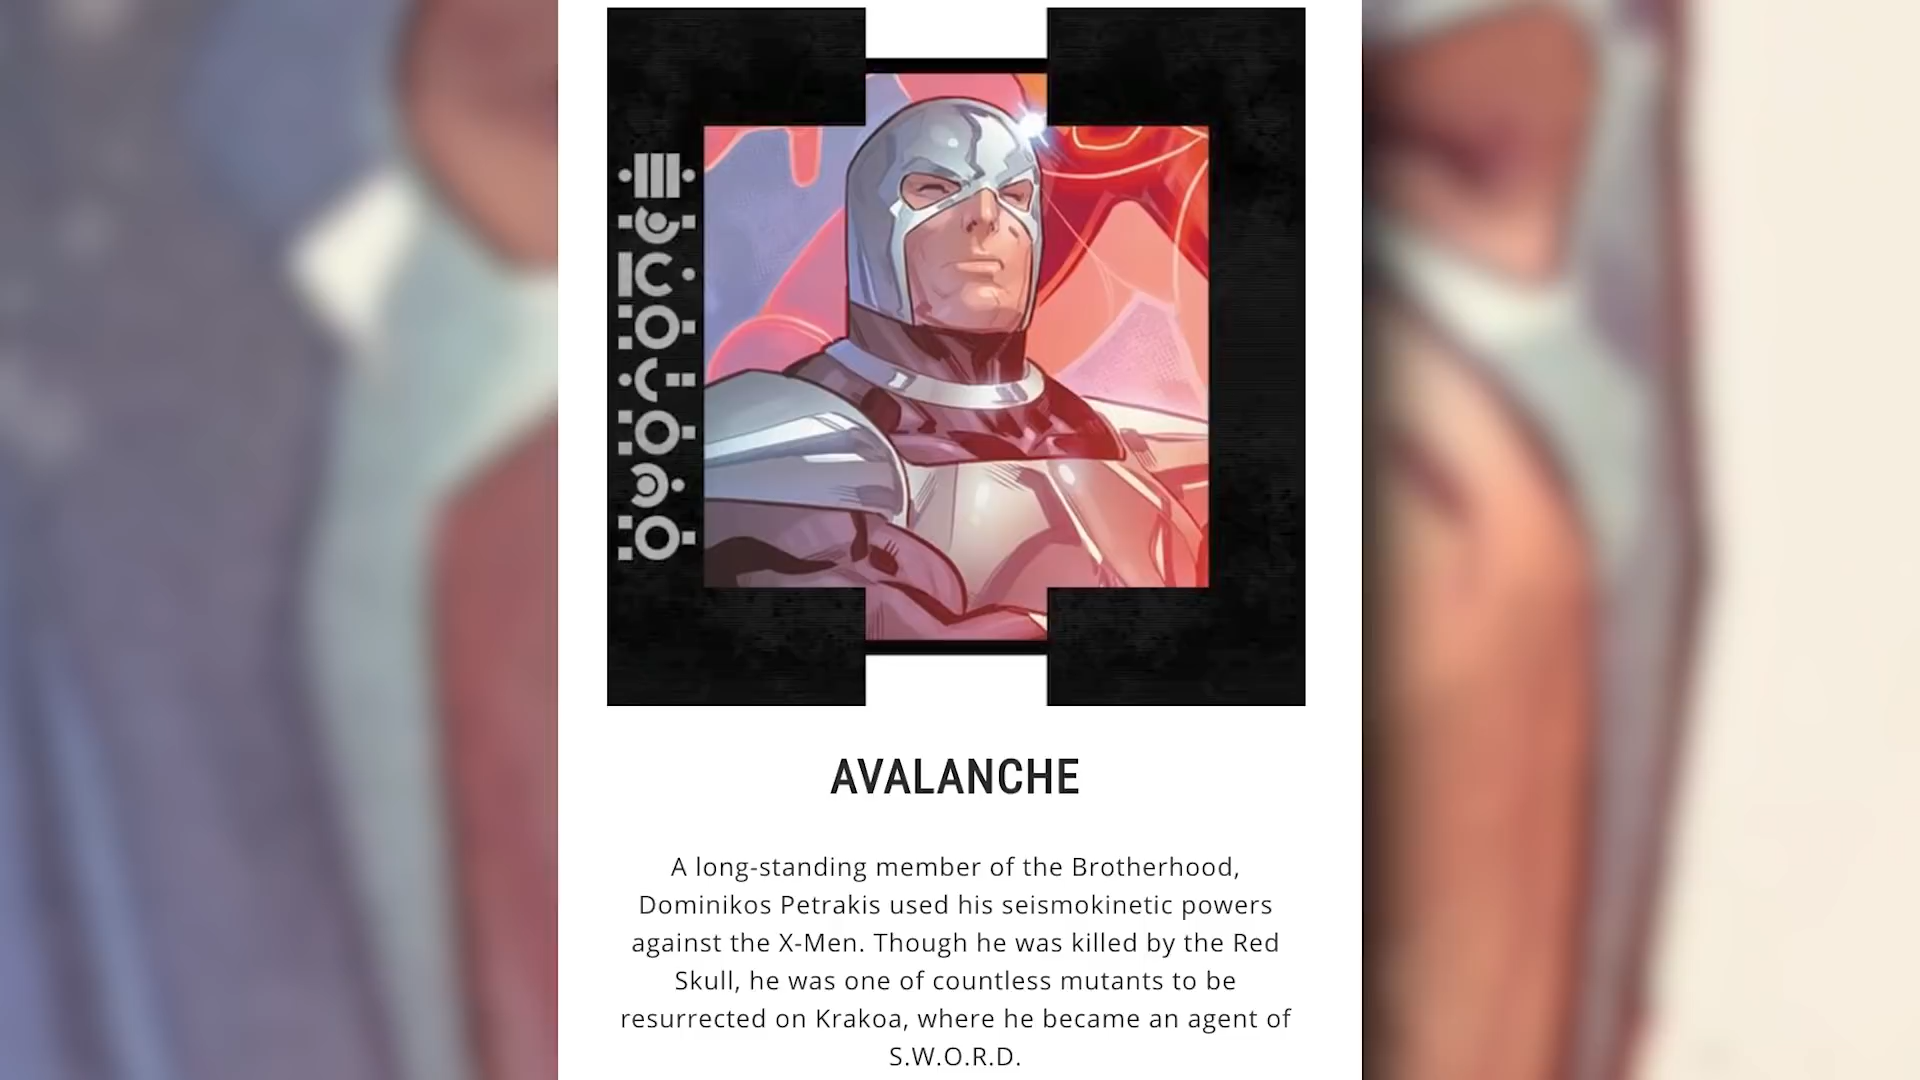 AVALANCHE
A long-standing member of the Brotherhood,
Dominikos Petrakis used his seismokinetic powers
against the X-Men. Though he was killed by the Red
Skull, he was one of countless mutants to be
resurrected on Krakoa, where he became an agent of
S.W.O.R.D.